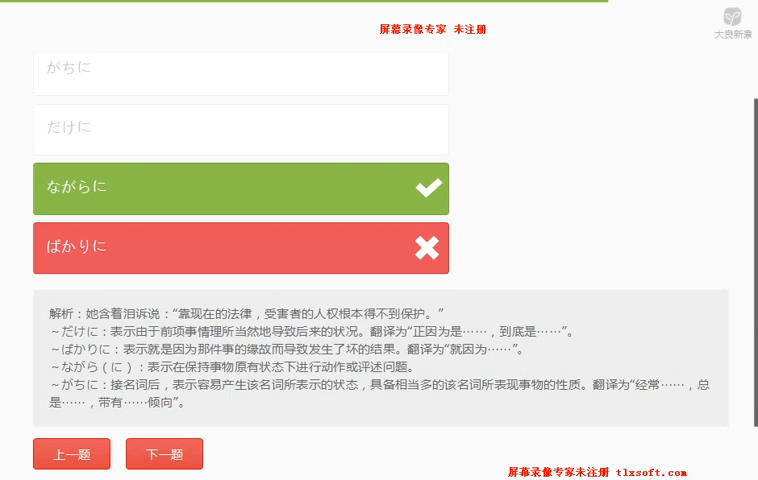 屏幕录像专家 未注册
大良新濠
がちに
だけに
ながらに
ばかりに
解析：她含着泪诉说：“靠现在的法律，受害者的人权根本得不到保护。”
～だけに：表示由于前项事情理所当然地导致后来的状况。翻译为“正因为是……，到底是……”。
～ばかりに：表示就是因为那件事的缘故而导致发生了坏的结果。翻译为“就因为……”。
～ながら（に）：表示在保持事物原有状态下进行动作或评述问题。
～がちに：接名词后，表示容易产生该名词所表示的状态，具备相当多的该名词所表现事物的性质。翻译为“经常……，总
是……，带有……倾向”。
上一题
下一题
屏幕录像专家未注册 tlxsoft.com